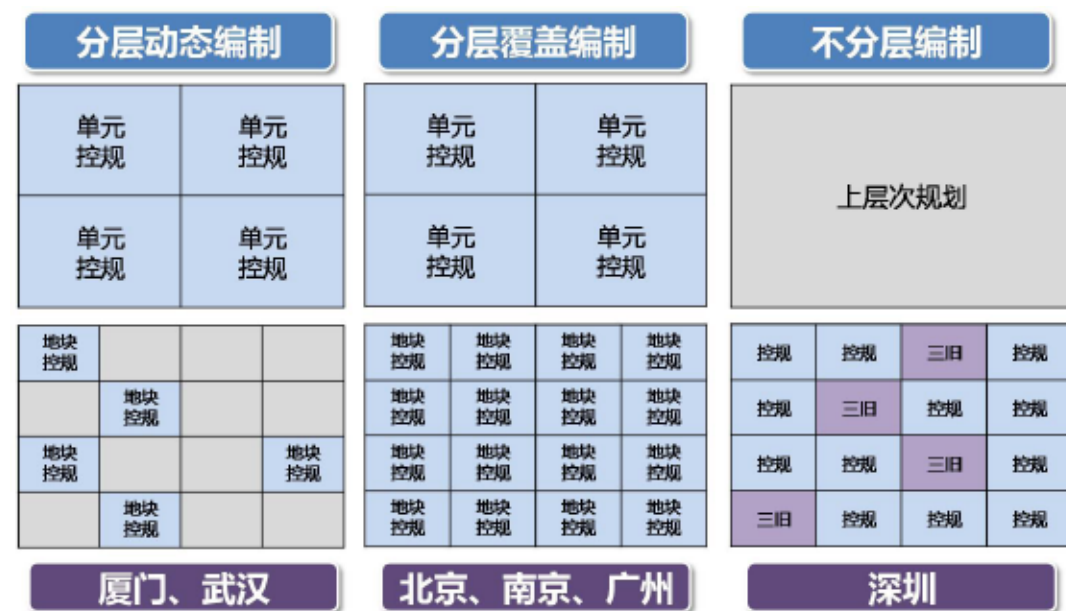 分层动态编制
分层覆盖编制
不分层编制
单元
控规
单元
控规
单元
控规
单元
控规
单元
控规
单元
控规
单元
控规
单元
控规
上层次规划
地块
控规
地块
控规
地块
控规
地块
控规
地块
控规
地块
控规
地块
控规
地块
控规
地块
控规
地块
控规
地块
控规
地块
控规
地块
控规
地块
控规
地块
控规
地块
控规
地块
控规
地块
控规
地块
控规
地块
控规
地块
控规
控规
控规
三旧
控规
控规
三旧
控规
控规
控规
控规
三旧
控规
三旧
控规
控规
控规
厦门、武汉
北京、南京、广州
深圳